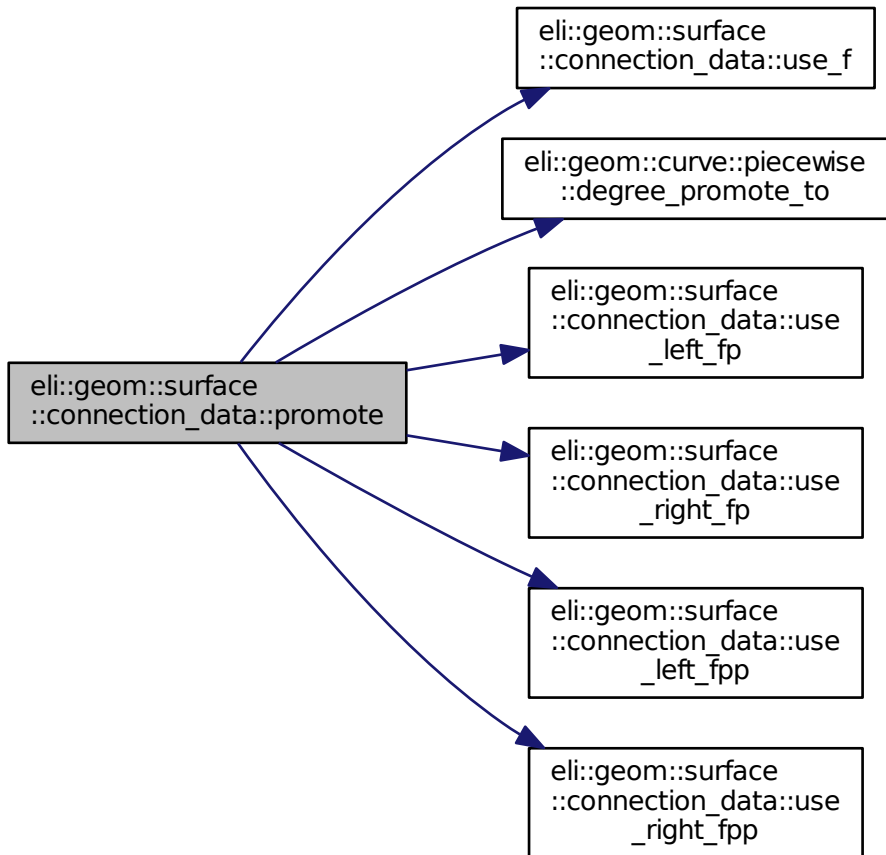 eli::geom::surface
::connection_data::use_f
eli::geom::curve::piecewise
::degree_promote_to
eli::geom::surface
::connection_data::use
_left_fp
eli::geom::surface
::connection_data::promote
eli::geom::surface
::connection_data::use
_right_fp
eli::geom::surface
::connection_data::use
_left_fpp
eli::geom::surface
::connection_data::use
_right_fpp